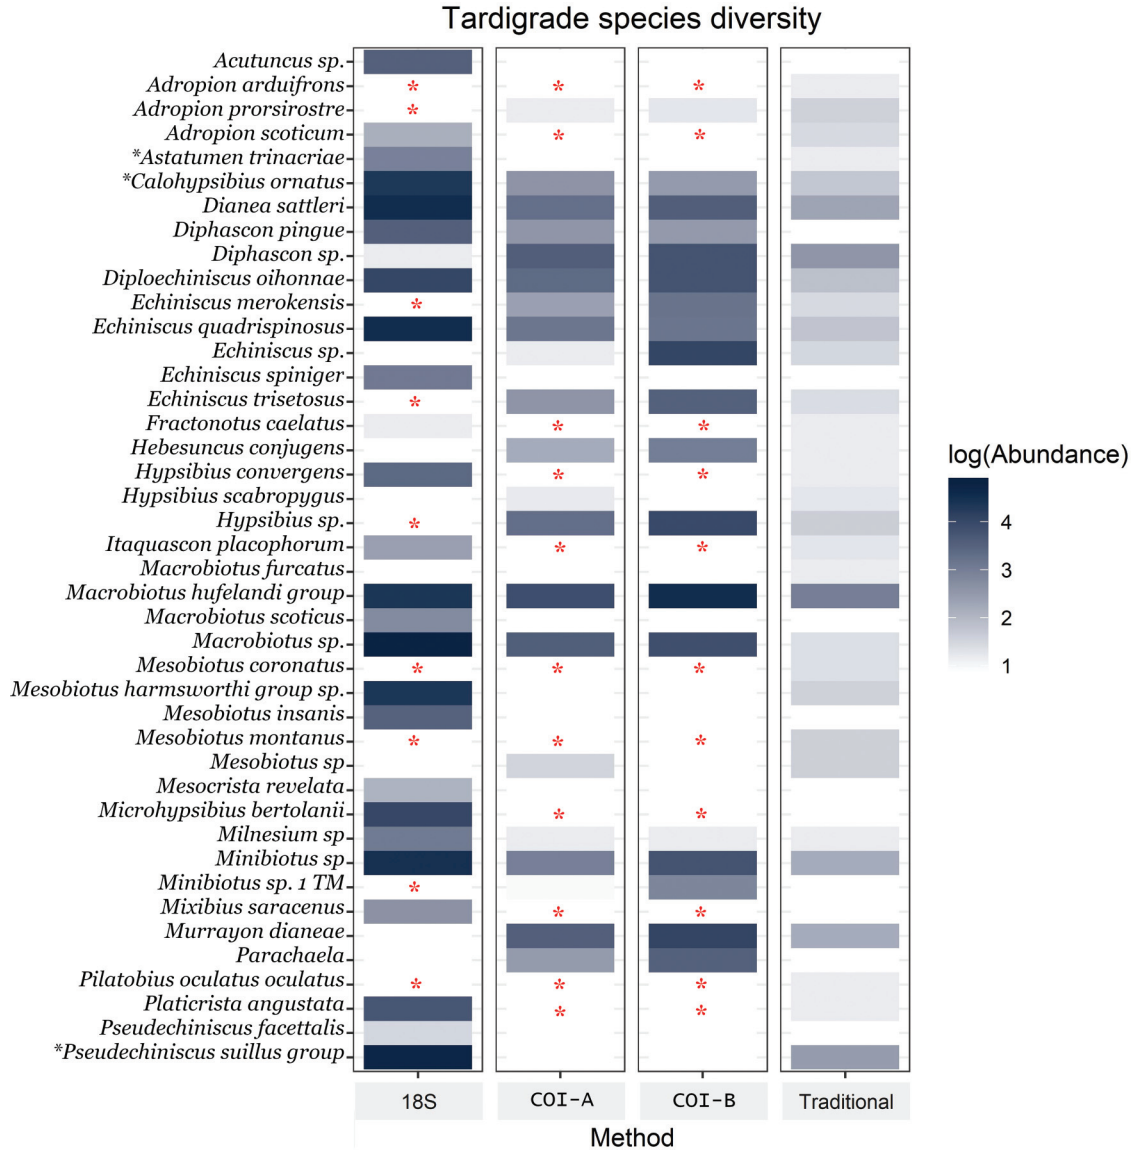 Tardigrade species diversity
Acutuncus sp.
Adropion arduifrons
* * *
Adropion prorsirostre
*
Adropion scoticum
* *
*Astatumen trinacriae
*Calohypsibius ornatus
Dianea sattleri
Diphascon pingue
Diphascon sp.
Diploechiniscus oihonnae
Echiniscus merokensis
*
Echiniscus quadrispinosus
Echiniscus sp.
Echiniscus spiniger
Echiniscus trisetosus
*
Fractonotus caelatus
* *
Hebesuncus conjugens
Hypsibius convergens
* *
Hypsibius scabropygus
Hypsibius sp.
*
Itaquascon placophorum
* *
Macrobiotus furcatus
Macrobiotus hufelandi group
Macrobiotus scoticus
Macrobiotus sp.
Mesobiotus coronatus
* * *
Mesobiotus harmsworthi group sp.
Mesobiotus insanis
Mesobiotus montanus
* * *
Mesobiotus sp
Mesocrista revelata
Microhypsibius bertolanii
* *
Milnesium sp
Minibiotus sp
Minibiotus sp. 1 TM
*
Mixibius saracenus
* *
Murrayon dianeae
Parachaela
Pilatobius oculatus oculatus
* * *
Platicrista angustata
* *
Pseudechiniscus facettalis
*Pseudechiniscus suillus group
18S
COI-A
COI-B
Traditional
Method
log(Abundance)
4
3
2
1